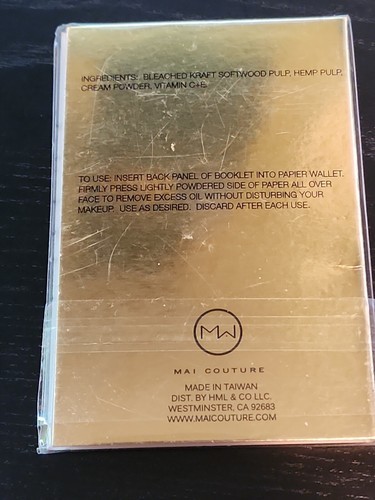 INGREDIENTS: BLEACHED KRAFT SOFTWOOD PULP, HEMP PULP,
CREAM POWDER, VITAMIN C+E.
TO USE: INSERT BACK PANEL OF BOOKLET INTO PAPIER WALLET.
FIRMLY PRESS LIGHTLY POWDERED SIDE OF PAPER ALL OVER
FACE TO REMOVE EXCESS OIL WITHOUT DISTURBING YOUR
MAKEUP. USE AS DESIRED. DISCARD AFTER EACH USE.
MAI COUTURE
MADE IN TAIWAN
DIST. BY HML & CO LLC.
WESTMINSTER, CA 92683
WWW.MAICOUTURE.COM